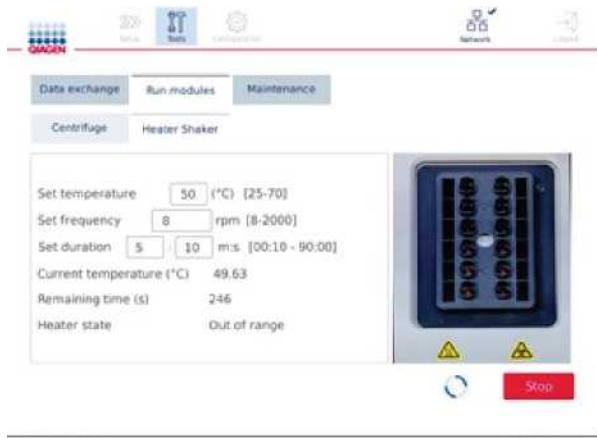 Setup
Tools
Configuration
Network
Logout
QIAGEN
Data exchange
Run modules
Maintenance
Centrifuge
Heater Shaker
Set temperature 50 (°C) [25-70]
Set frequency 8 rpm [8-2000]
Set duration 5 : 10 m:s [00:10 - 90:00]
Current temperature (°C) 49.63
Remaining time (s) 246
Heater state Out of range
Stop